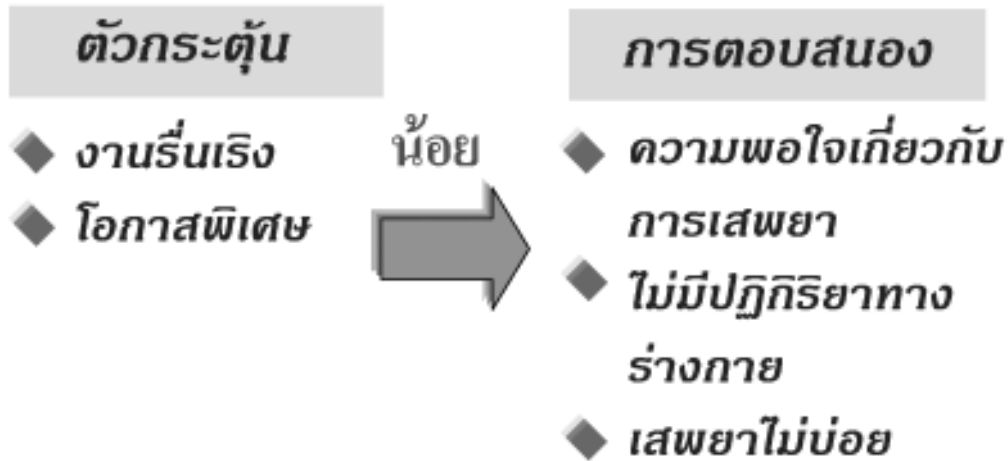 ตัวกระตุ้น
งานรื่นเริง
โอกาสพิเศษ
น้อย
การตอบสนอง
ความพอใจเกี่ยวกับ
การเสพยา
ไม่มีปฏิกิริยาทาง
ร่างกาย
เสพยาไม่บ่อย